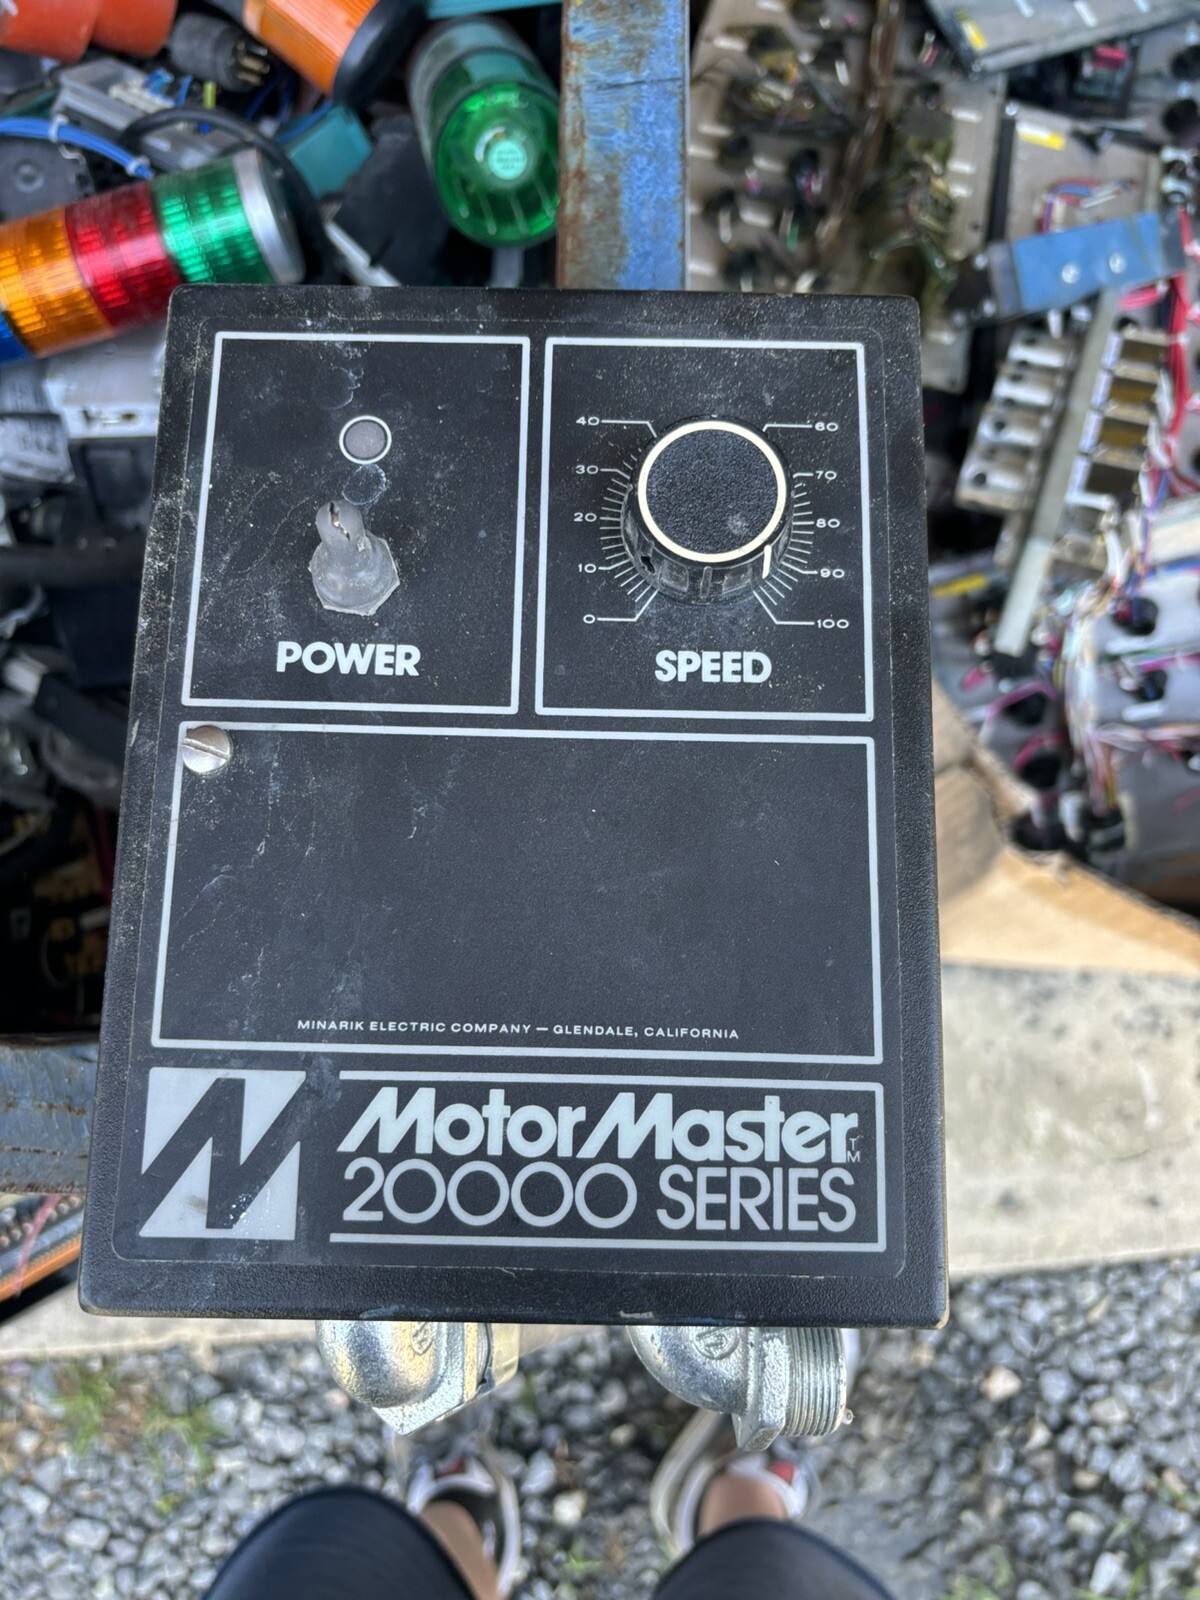 40
60
30
70
20
80
10
90
0
100
POWER
SPEED
MINARIK ELECTRIC COMPANY — GLENDALE, CALIFORNIA
MotorMaster TM
20000 SERIES